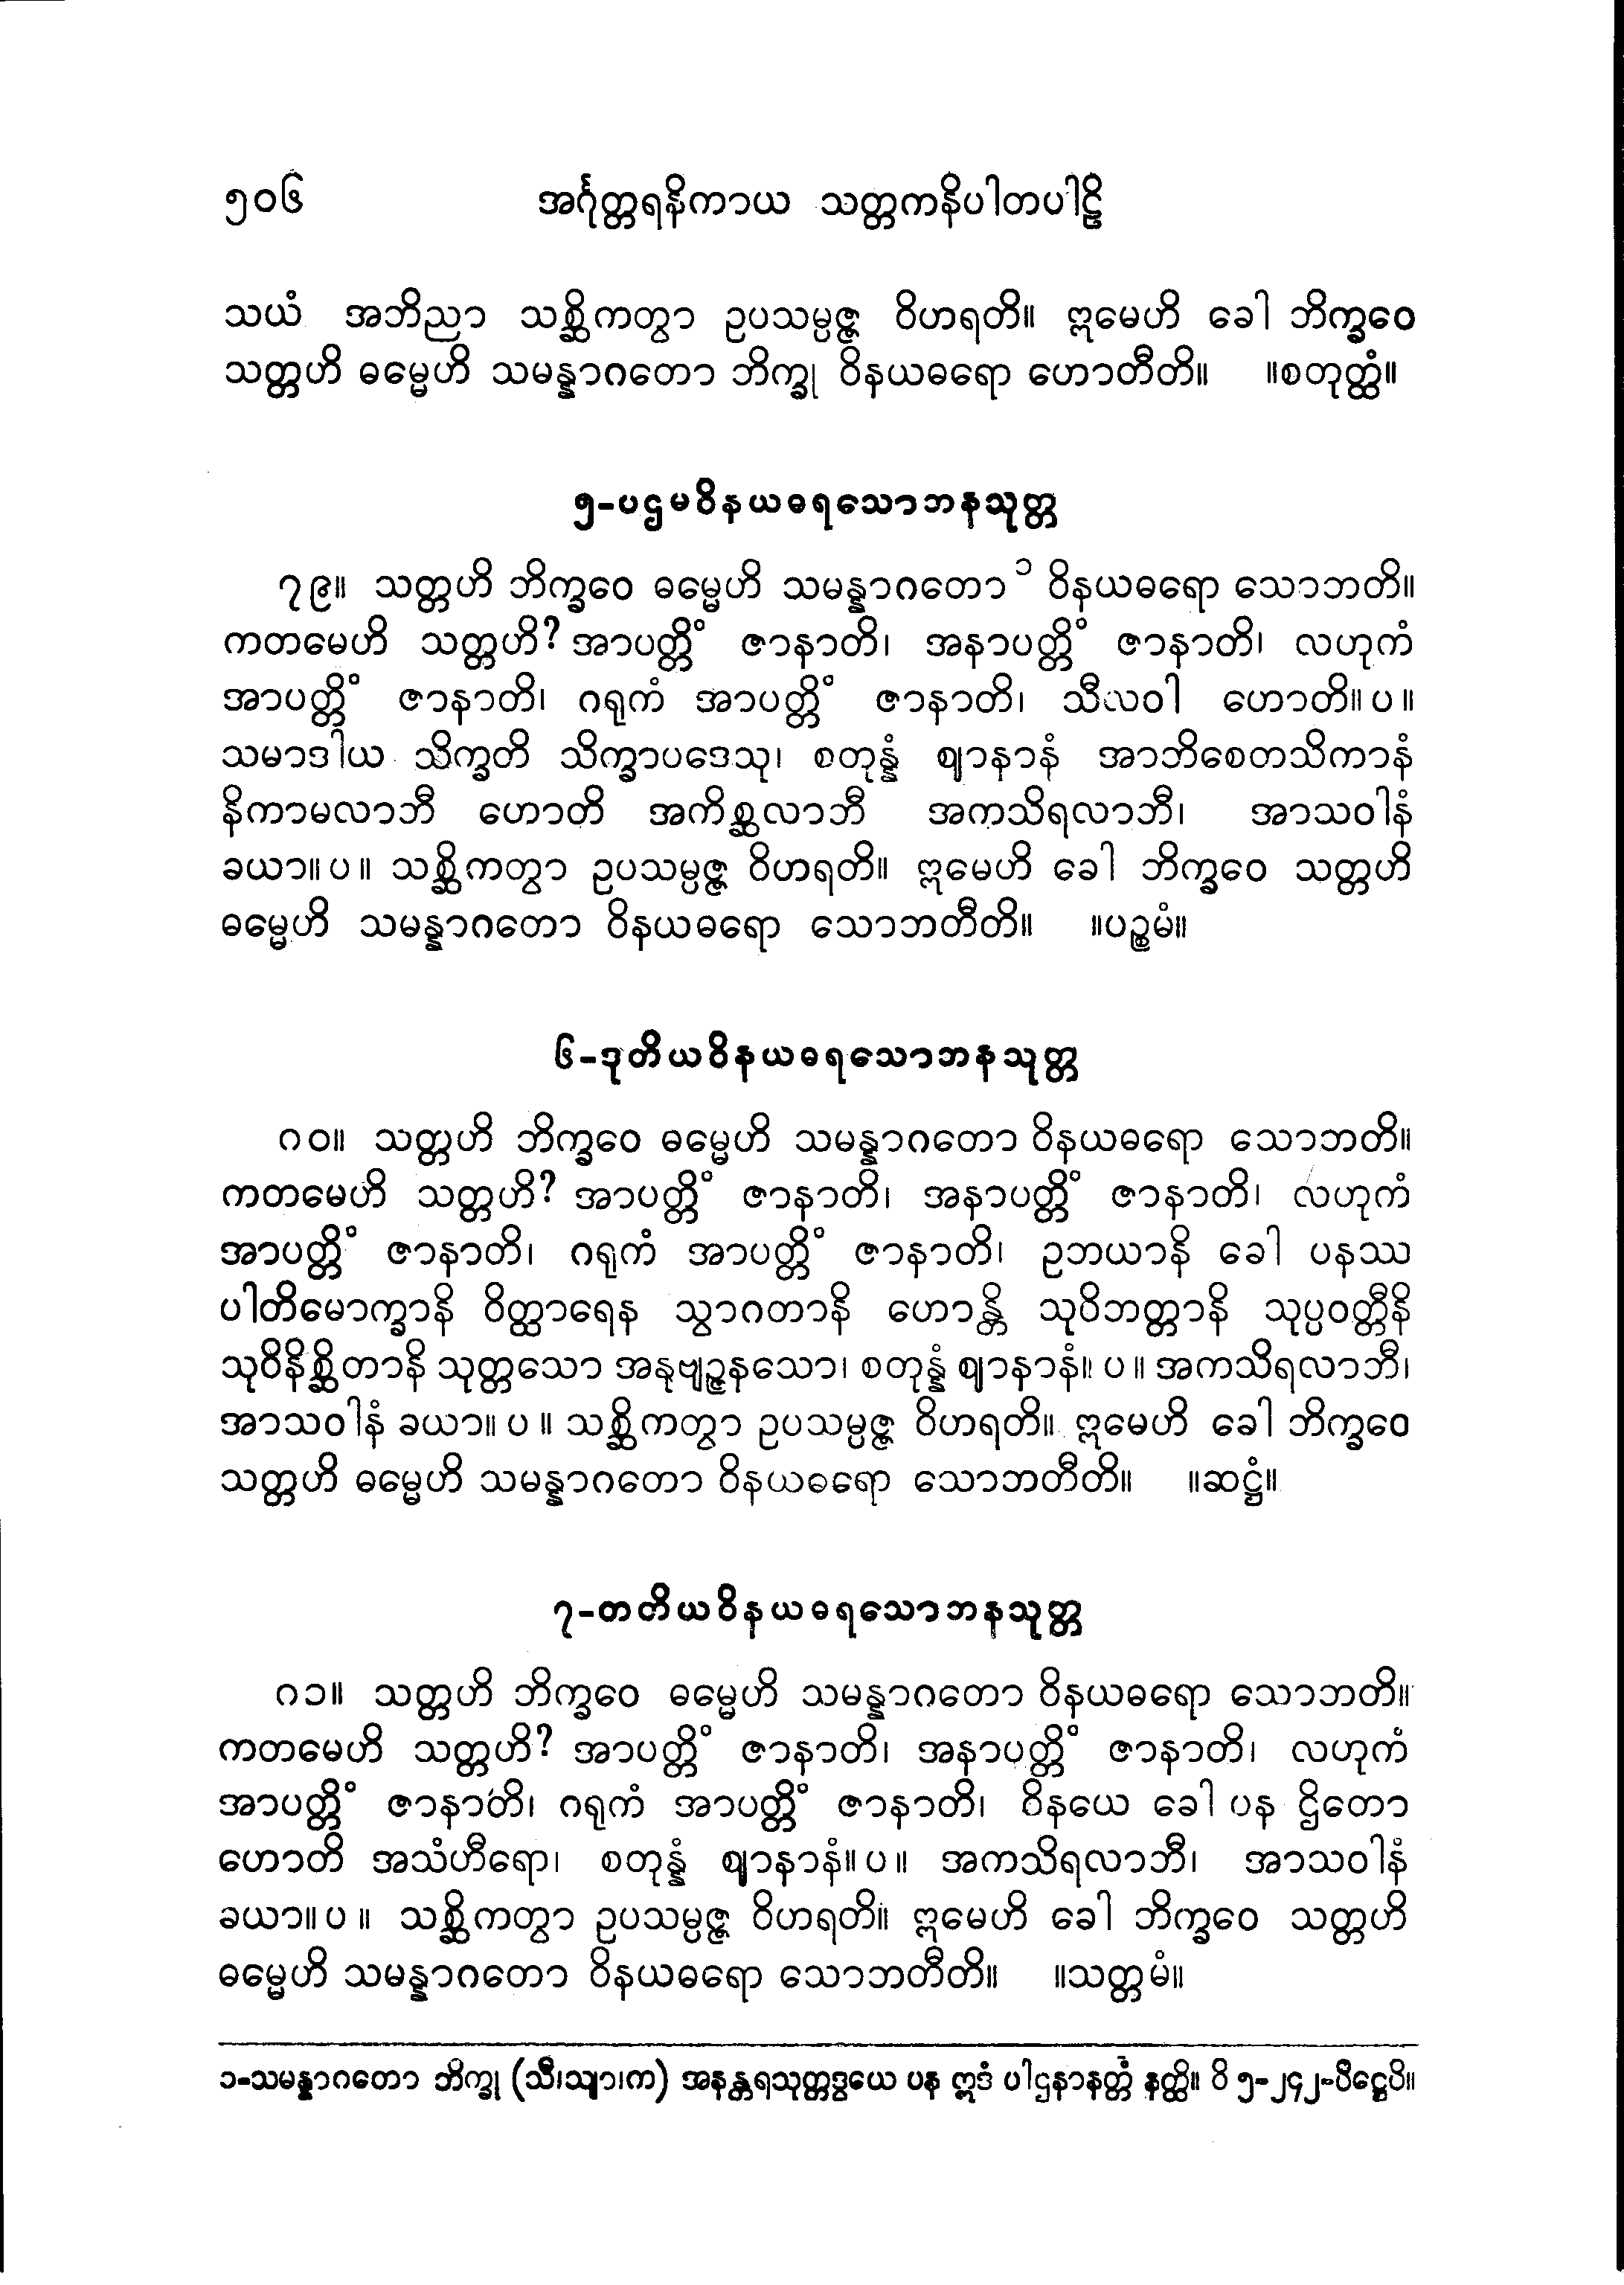 ၅၀၆ အင်္ဂုတ္တရနိကာယ သတ္တကနိပါတပါဠိ
သယံ အဘိညာ သစ္ဆိကတွာ ဥပသမ္ပဇ္ဇ ဝိဟရတိ။ ဣမေဟိ ခေါ ဘိက္ခဝေ
သတ္တဟိ ဓမ္မေဟိ သမန္နာဂတော ဘိက္ခု ဝိနယဓရော ဟောတီတိ။ ။စတုတ္ထံ။
၅-ပဌမဝိနယဓရသောဘနသုတ္တ
၇၉။ သတ္တဟိ ဘိက္ခဝေ ဓမ္မေဟိ သမန္နာဂတော ၁ ဝိနယဓရော သောဘတိ။
ကတမေဟိ သတ္တဟိ? အာပတ္တိံ ဇာနာတိ၊ အနာပတ္တိံ ဇာနာတိ၊ လဟုကံ
အာပတ္တိံ ဇာနာတိ၊ ဂရုကံ အာပတ္တိံ ဇာနာတိ၊ သီလဝါ ဟောတိ။ပ။
သမာဒါယ သိက္ခတိ သိက္ခာပဒေသု၊ စတုန္နံ ဈာနာနံ အာဘိစေတသိကာနံ
နိကာမလာဘီ ဟောတိ အကိစ္ဆလာဘီ အကသိရလာဘီ၊ အာသဝါနံ
ခယာ။ပ။ သစ္ဆိကတွာ ဥပသမ္ပဇ္ဇ ဝိဟရတိ။ ဣမေဟိ ခေါ ဘိက္ခဝေ သတ္တဟိ
ဓမ္မေဟိ သမန္နာဂတော ဝိနယဓရော သောဘတီတိ။ ။ပဉ္စမံ။
၆-ဒုတိယဝိနယဓရသောဘနသုတ္တ
၈၀။ သတ္တဟိ ဘိက္ခဝေ ဓမ္မေဟိ သမန္နာဂတော ဝိနယဓရော သောဘတိ။
ကတမေဟိ သတ္တဟိ? အာပတ္တိံ ဇာနာတိ၊ အနာပတ္တိံ ဇာနာတိ၊ လဟုကံ
အာပတ္တိံ ဇာနာတိ၊ ဂရုကံ အာပတ္တိံ ဇာနာတိ၊ ဥဘယာနိ ခေါ ပနဿ
ပါတိမောက္ခာနိ ဝိတ္ထာရေန သွာဂတာနိ ဟောန္တိ သုဝိဘတ္တာနိ သုပ္ပဝတ္တီနိ
သုဝိနိစ္ဆိတာနိ သုတ္တသော အနုဗျဉ္ဇနသော၊ စတုန္နံ ဈာနာနံ။ ပ။ အကသိရလာဘီ၊
အာသဝါနံ ခယာ။ ပ။ သစ္ဆိကတွာ ဥပသမ္ပဇ္ဇ ဝိဟရတိ။ ဣမေဟိ ခေါ ဘိက္ခဝေ
သတ္တဟိ ဓမ္မေဟိ သမန္နာဂတော ဝိနယဓရော သောဘတီတိ။ ။ဆဋ္ဌံ။
၇-တတိယဝိနယဓရသောဘနသုတ္တ
၈၁။ သတ္တဟိ ဘိက္ခဝေ ဓမ္မေဟိ သမန္နာဂတော ဝိနယဓရော သောဘတိ။
ကတမေဟိ သတ္တဟိ? အာပတ္တိံ ဇာနာတိ၊ အနာပတ္တိံ ဇာနာတိ၊ လဟုကံ
အာပတ္တိံ ဇာနာတိ၊ ဂရုကံ အာပတ္တိံ ဇာနာတိ၊ ဝိနယေ ခေါ ပန ဌိတော
ဟောတိ အသံဟီရော၊ စတုန္နံ ဈာနာနံ။ပ။ အကသိရလာဘီ၊ အာသဝါနံ
ခယာ။ပ။ သစ္ဆိကတွာ ဥပသမ္ပဇ္ဇ ဝိဟရတိ။ ဣမေဟိ ခေါ ဘိက္ခဝေ သတ္တဟိ
ဓမ္မေဟိ သမန္နာဂတော ဝိနယဓရော သောဘတီတိ။ ။သတ္တမံ။
၁-သမန္နာဂတော ဘိက္ခု (သီ၊သျာ၊က) အနန္တရသုတ္တဒွယေ ပန ဣဒံ ပါဌနာနတ္တံ နတ္ထိ။ ဝိ ၅-၂၄၂-ပိဋ္ဌေပိ။